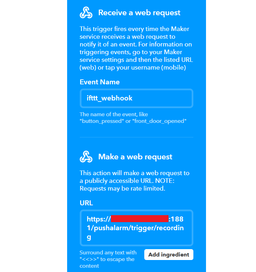 Receive a web request
This trigger fires every time the Maker
service receives a web request to
notify it of an event. For information on
triggering events, go to your Maker
service settings and then the listed URL
(web) or tap your username (mobile)
Event Name
ifttt_webhook
The name of the event, like
"button_pressed" or "front_door_opened"
Make a web request
This action will make a web request to
a publicly accessible URL. NOTE:
Requests may be rate limited.
URL
https:// :188
1/pushalarm/trigger/recordin
g
Surround any text with
"<<>>" to escape the
content
Add ingredient